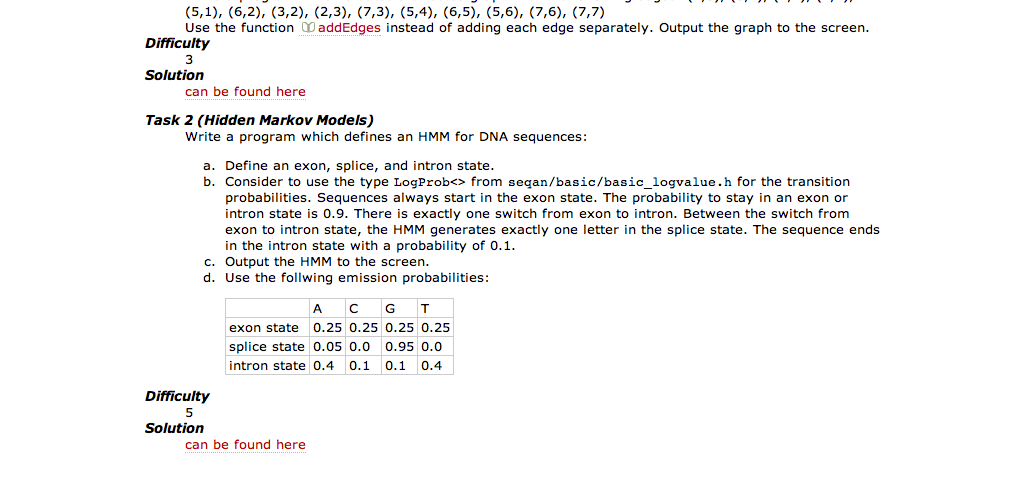 (5,1), (6,2), (3,2), (2,3), (7,3), (5,4), (6,5), (5,6), (7,6), (7,7)
Use the function addEdges instead of adding each edge separately. Output the graph to the screen.
Difficulty
3
Solution
can be found here
Task 2 (Hidden Markov Models)
Write a program which defines an HMM for DNA sequences:
a. Define an exon, splice, and intron state.
b. Consider to use the type LogProb<> from seqan/basic/basic_logvalue.h for the transition
probabilities. Sequences always start in the exon state. The probability to stay in an exon or
intron state is 0.9. There is exactly one switch from exon to intron. Between the switch from
exon to intron state, the HMM generates exactly one letter in the splice state. The sequence ends
in the intron state with a probability of 0.1.
c. Output the HMM to the screen.
d. Use the follwing emission probabilities:
A C G T
exon state 0.25 0.25 0.25 0.25
splice state 0.05 0.0 0.95 0.0
intron state 0.4 0.1 0.1 0.4
Difficulty
5
Solution
can be found here